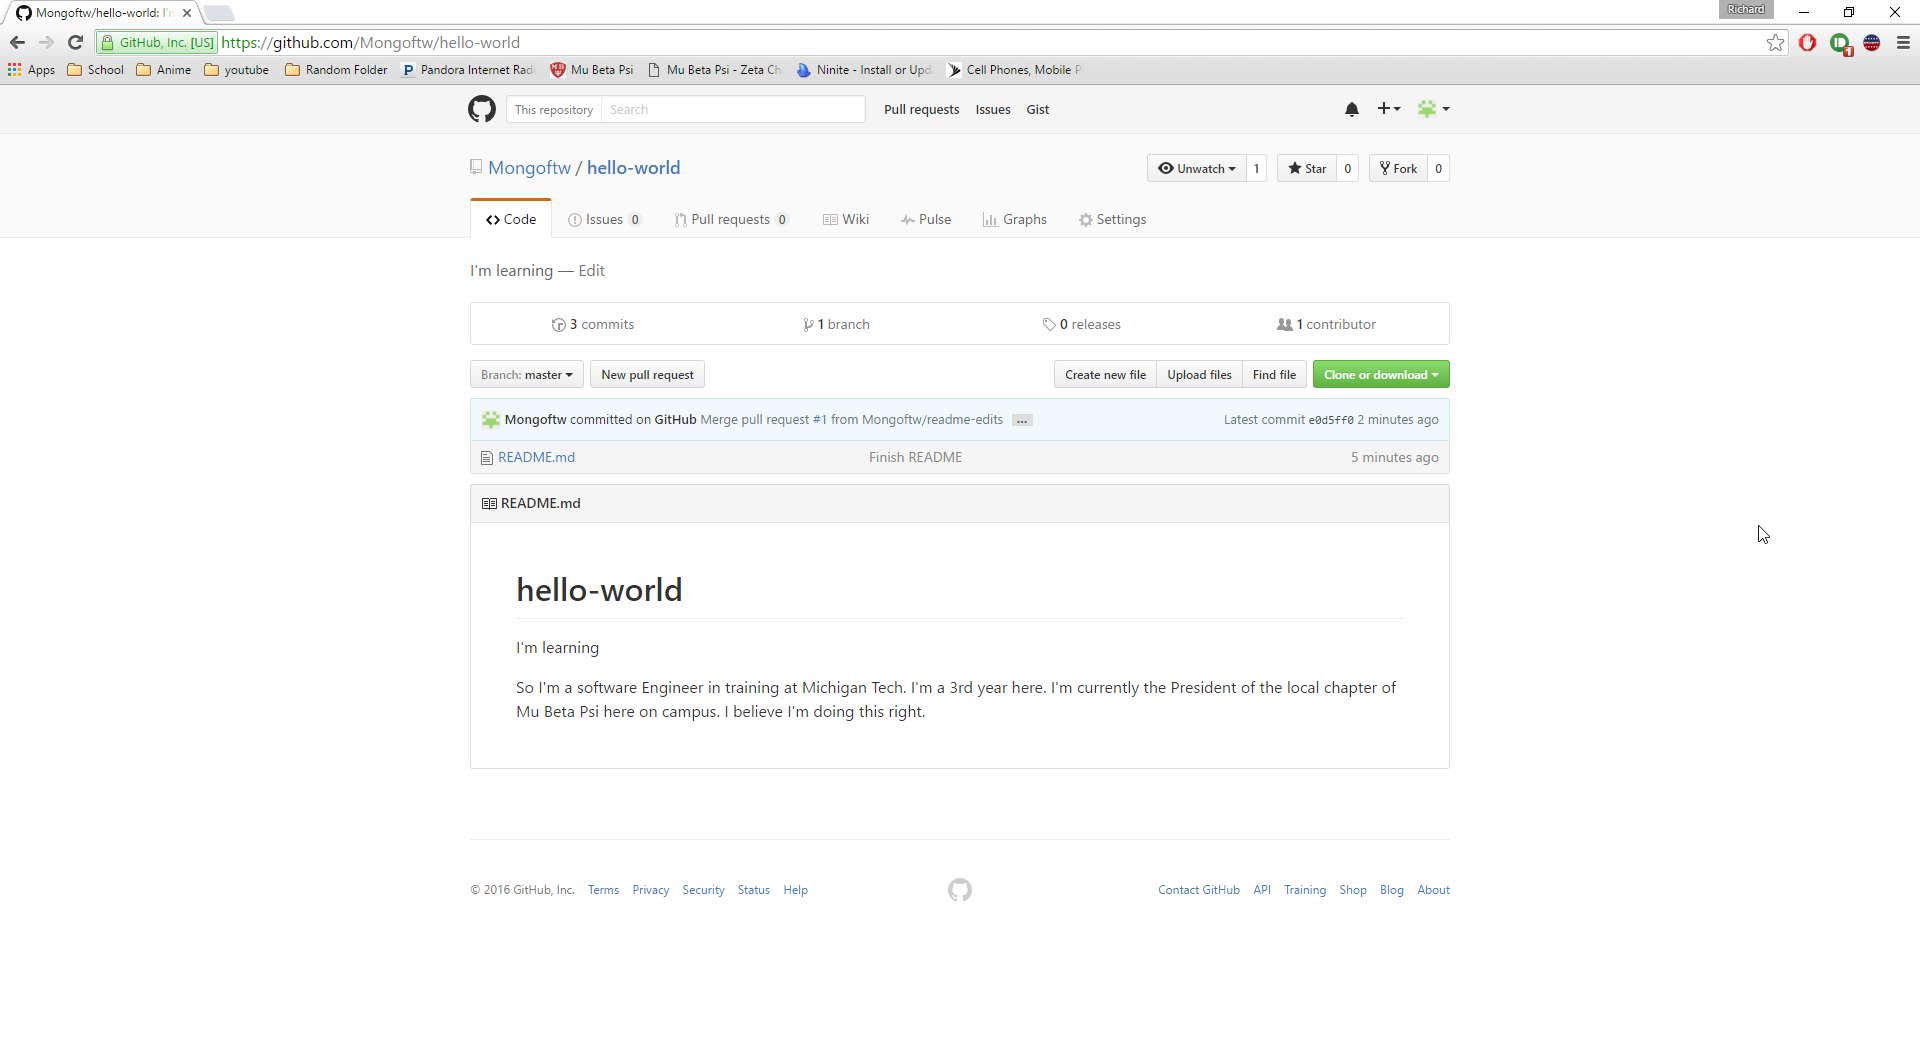 Mongoftw/hello-world: I'm
Richard
GitHub, Inc. [US] https://github.com/Mongoftw/hello-world
Apps School Anime youtube Random Folder Pandora Internet Radi Mu Beta Psi Mu Beta Psi - Zeta Ch Ninite - Install or Upd Cell Phones, Mobile P
This repository Search Pull requests Issues Gist
Mongoftw / hello-world Unwatch 1 Star 0 Fork 0
Code Issues 0 Pull requests 0 Wiki Pulse Graphs Settings
I'm learning — Edit
3 commits 1 branch 0 releases 1 contributor
Branch: master New pull request Create new file Upload files Find file Clone or download
Mongoftw committed on GitHub Merge pull request #1 from Mongoftw/readme-edits ... Latest commit e0d5ff0 2 minutes ago
README.md Finish README 5 minutes ago
README.md
hello-world
I'm learning
So I'm a software Engineer in training at Michigan Tech. I'm a 3rd year here. I'm currently the President of the local chapter of
Mu Beta Psi here on campus. I believe I'm doing this right.
© 2016 GitHub, Inc. Terms Privacy Security Status Help Contact GitHub API Training Shop Blog About